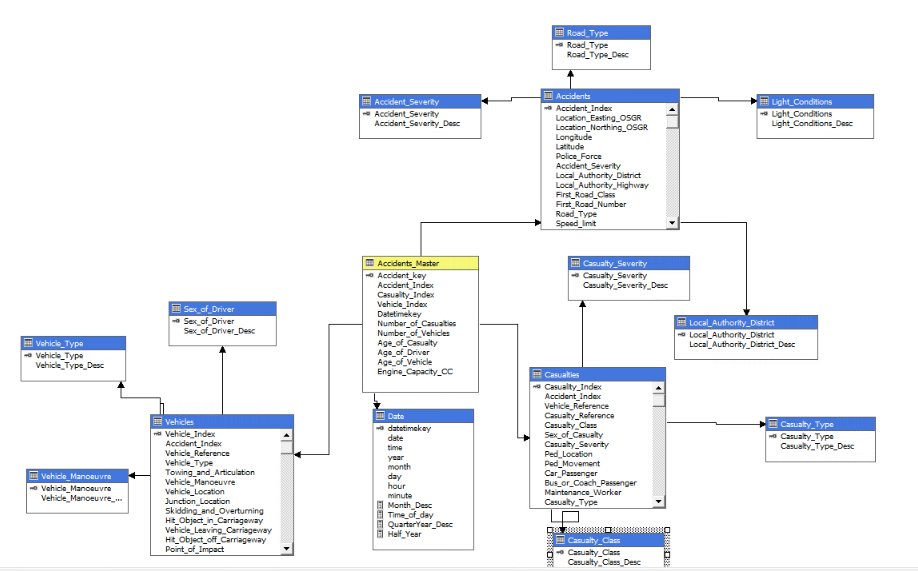 Road_Type
Road_Type
Road_Type_Desc
Accident_Severity
Accident_Severity
Accident_Severity_Desc
Accidents
Accident_Index
Location_Easting_OSGR
Location_Northing_OSGR
Longitude
Latitude
Police_Force
Accident_Severity
Local_Authority_District
Local_Authority_Highway
First_Road_Class
First_Road_Number
Road_Type
Speed_limit
Light_Conditions
Light_Conditions
Light_Conditions_Desc
Accidents_Master
Accident_key
Accident_Index
Casualty_Index
Vehicle_Index
Datetimekey
Number_of_Casualties
Number_of_Vehicles
Age_of_Casualty
Age_of_Driver
Age_of_Vehicle
Engine_Capacity_CC
Casualty_Severity
Casualty_Severity
Casualty_Severity_Desc
Sex_of_Driver
Sex_of_Driver
Sex_of_Driver_Desc
Local_Authority_District
Local_Authority_District
Local_Authority_District_Desc
Vehicle_Type
Vehicle_Type
Vehicle_Type_Desc
Casualties
Casualty_Index
Accident_Index
Vehicle_Reference
Casualty_Reference
Casualty_Class
Sex_of_Casualty
Casualty_Severity
Ped_Location
Ped_Movement
Car_Passenger
Bus_or_Coach_Passenger
Maintenance_Worker
Casualty_Type
Date
datetimekey
date
time
year
month
day
hour
minute
Month_Desc
Time_of_day
QuarterYear_Desc
Half_Year
Vehicles
Vehicle_Index
Accident_Index
Vehicle_Reference
Vehicle_Type
Towing_and_Articulation
Vehicle_Manoeuvre
Vehicle_Location
Junction_Location
Skidding_and_Overturning
Hit_Object_in_Carriageway
Vehicle_Leaving_Carriageway
Hit_Object_off_Carriageway
Point_of_Impact
Casualty_Type
Casualty_Type
Casualty_Type_Desc
Vehicle_Manoeuvre
Vehicle_Manoeuvre
Vehicle_Manoeuvre_...
Casualty_Class
Casualty_Class
Casualty_Class_Desc